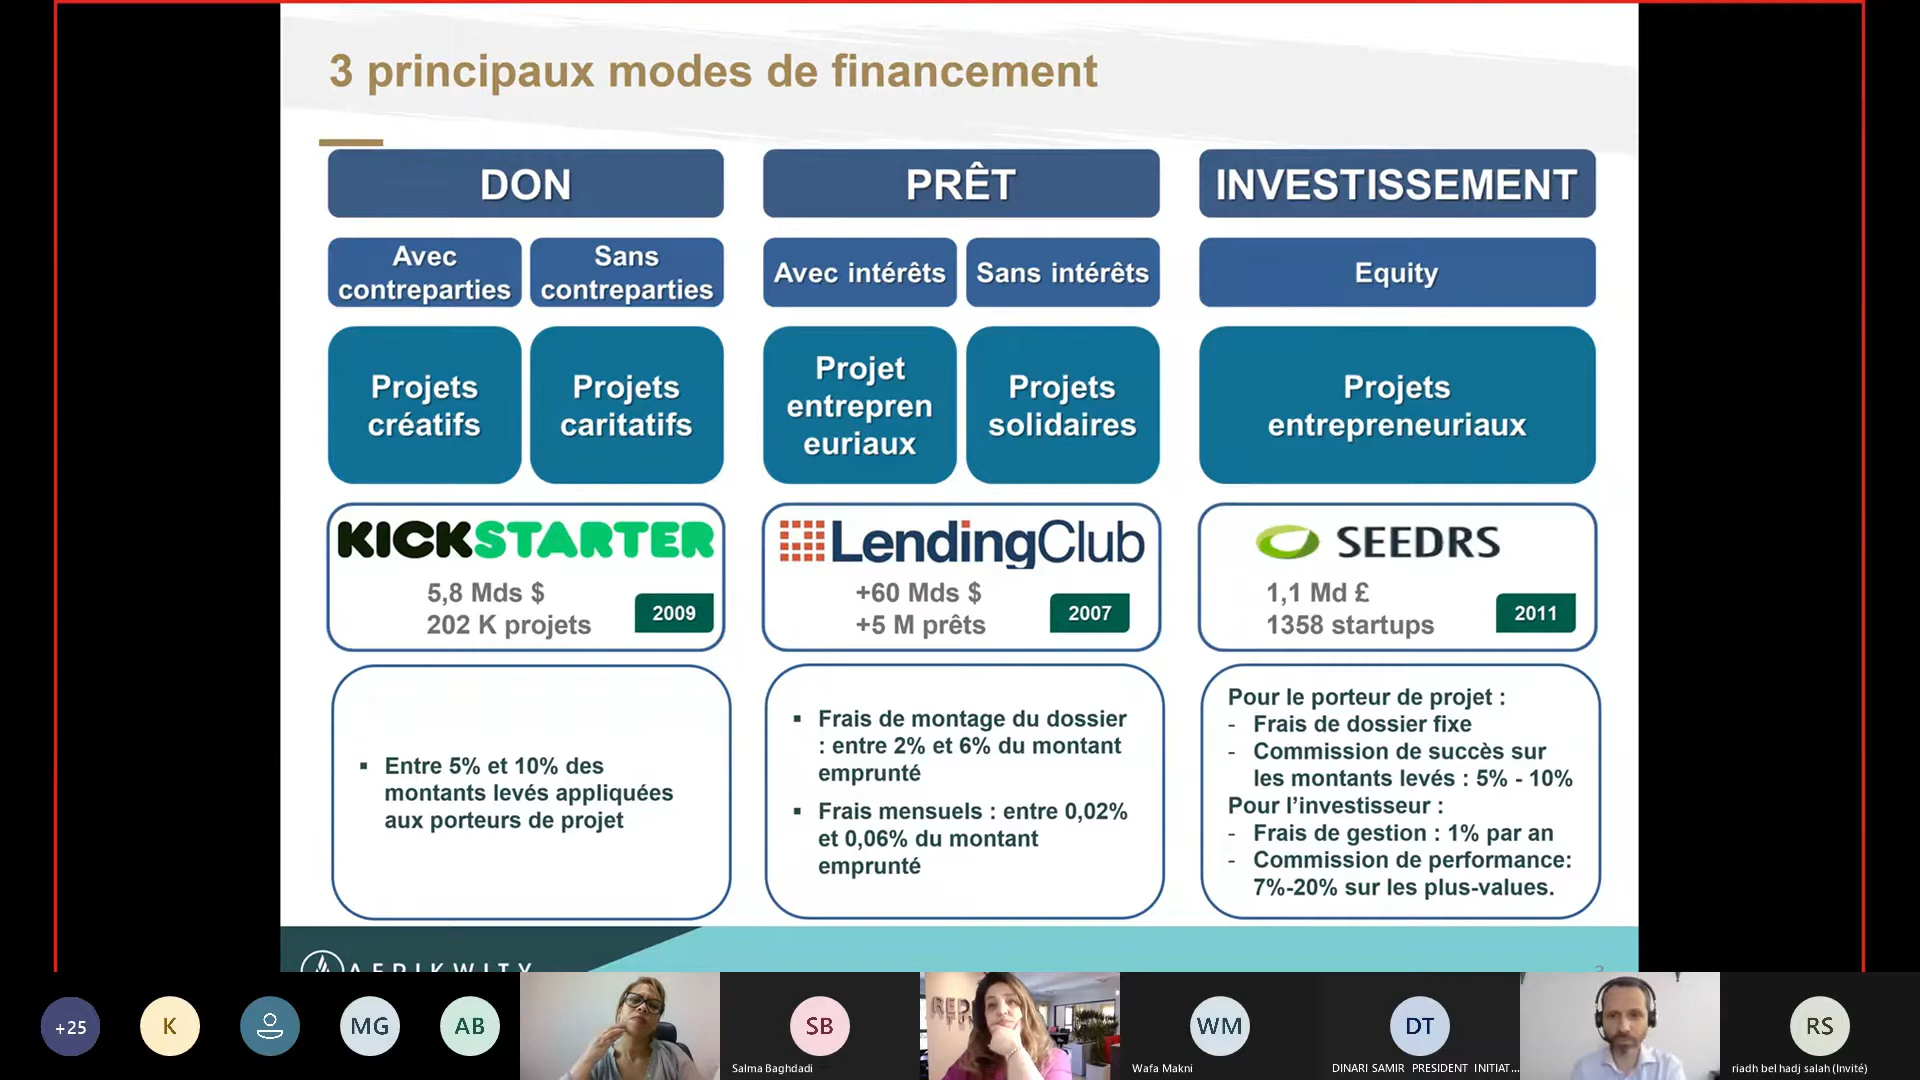 3 principaux modes de financement
DON
PRÊT
INVESTISSEMENT
Avec
contreparties
Sans
contreparties
Avec intérêts
Sans intérêts
Equity
Projets
créatifs
Projets
caritatifs
Projet
entrepren
euriaux
Projets
solidaires
Projets
entrepreneuriaux
KICKSTARTER
5,8 Mds $
202 K projets
2009
LendingClub
+60 Mds $
+5 M prêts
2007
SEEDRS
1,1 Md £
1358 startups
2011
▪ Entre 5% et 10% des
montants levés appliquées
aux porteurs de projet
▪ Frais de montage du dossier
: entre 2% et 6% du montant
emprunté
▪ Frais mensuels : entre 0,02%
et 0,06% du montant
emprunté
Pour le porteur de projet :
- Frais de dossier fixe
- Commission de succès sur
les montants levés : 5% - 10%
Pour l’investisseur :
- Frais de gestion : 1% par an
- Commission de performance:
7%-20% sur les plus-values.
AFRIKWITY
+25
K
MG
AB
SB
Salma Baghdadi
RED
WM
Wafa Makni
DT
DINARI SAMIR PRESIDENT INITIAT...
RS
riadh bel hadj salah (Invité)